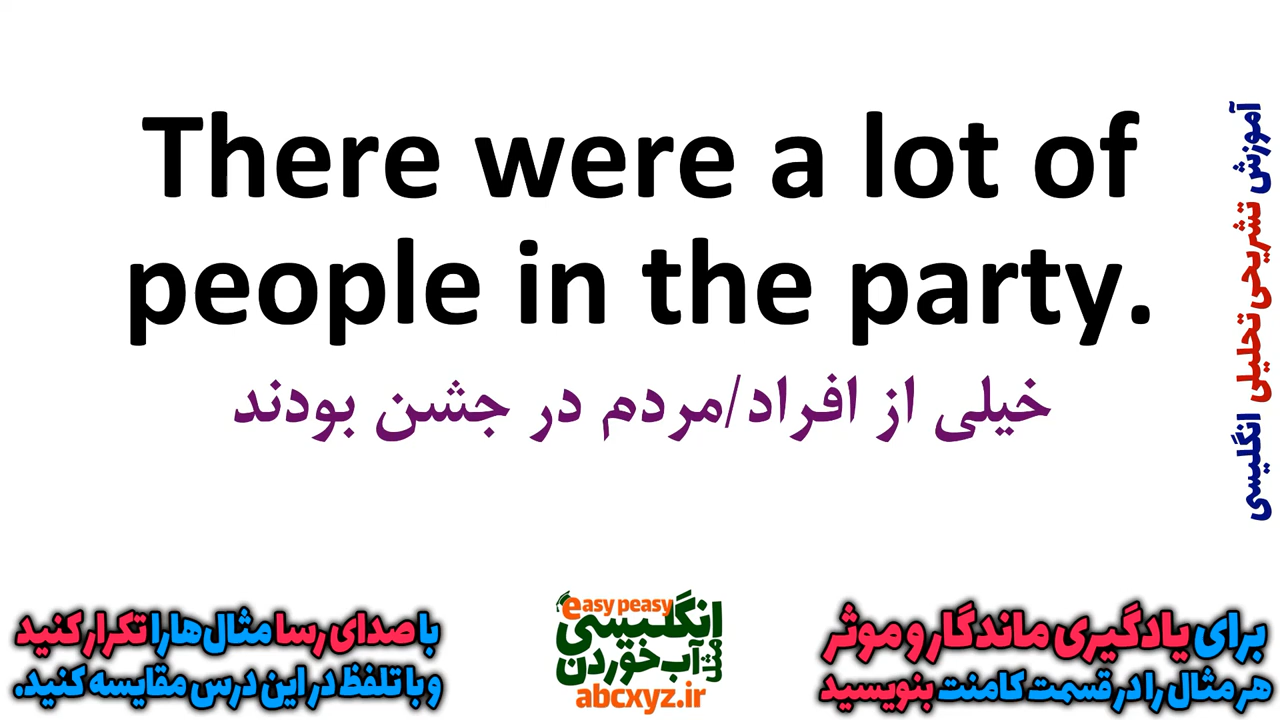 There were a lot of
people in the party.
خیلی از افراد/مردم در جشن بودند
آموزش تشریحی تحلیلی انگلیسی
برای یادگیری ماندگار و موثر
هر مثال را در قسمت کامنت بنویسید
easy peasy
انگلیسی
مثل آب خوردن
abcxyz.ir
با صدای رسا مثال‌ها را تکرار کنید
و با تلفظ در این درس مقایسه کنید.